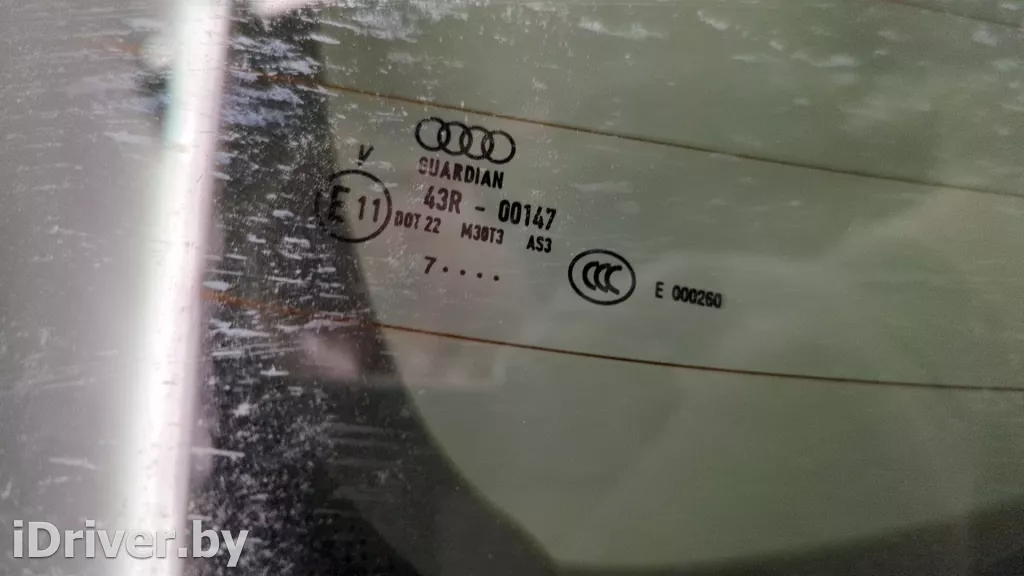 V
GUARDIAN
E 11
43R - 00147
DOT 22 M30T3 AS3
7....
CCC
E 000260
iDriver.by